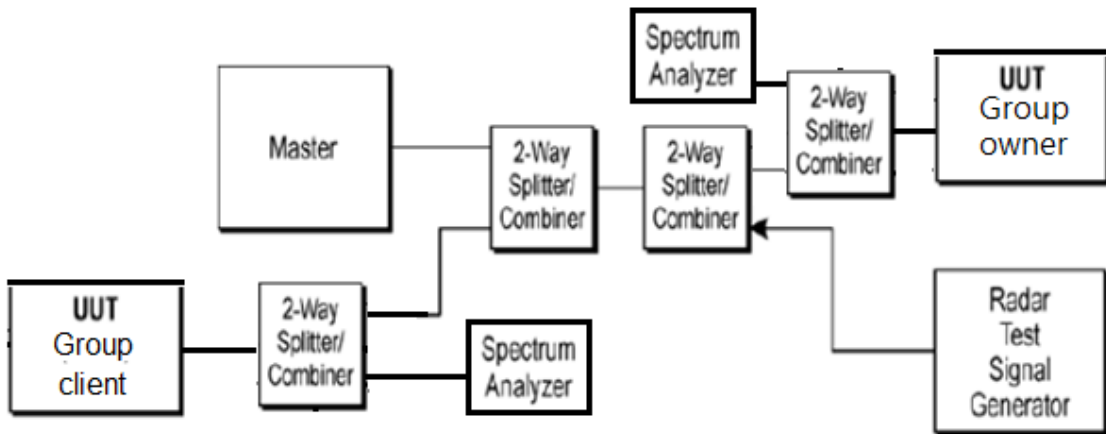 Spectrum
Analyzer
2-Way
Splitter/
Combiner
UUT
Group
owner
Master
2-Way
Splitter/
Combiner
2-Way
Splitter/
Combiner
UUT
Group
client
2-Way
Splitter/
Combiner
Spectrum
Analyzer
Radar
Test
Signal
Generator